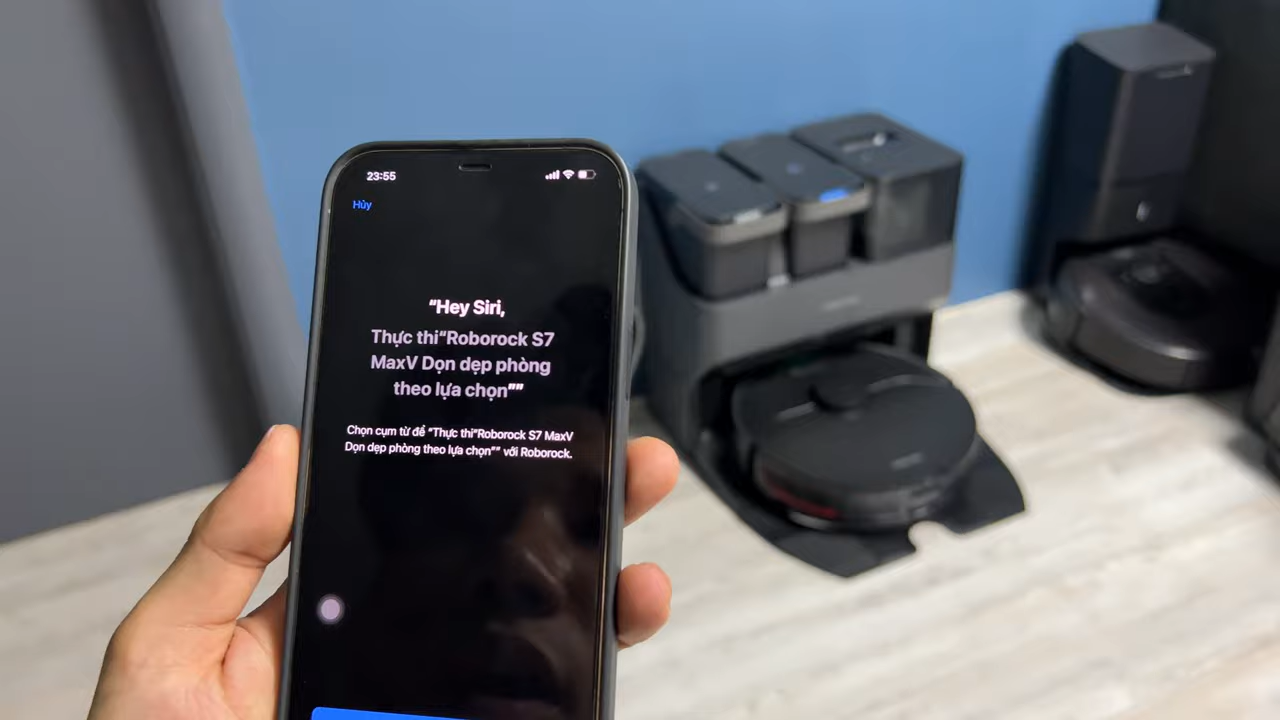 23:55
Hủy
“Hey Siri,
Thực thi“Roborock S7
MaxV Dọn dẹp phòng
theo lựa chọn””
Chọn cụm từ để “Thực thi“Roborock S7 MaxV
Dọn dẹp phòng theo lựa chọn”” với Roborock.